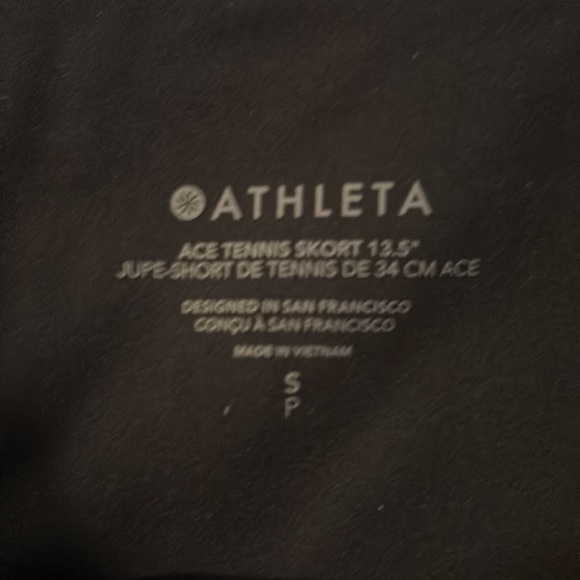 ATHLETA
ACE TENNIS SKORT 13.5"
JUPE-SHORT DE TENNIS DE 34 CM ACE
DESIGNED IN SAN FRANCISCO
CONÇU À SAN FRANCISCO
MADE IN VIETNAM
S
P